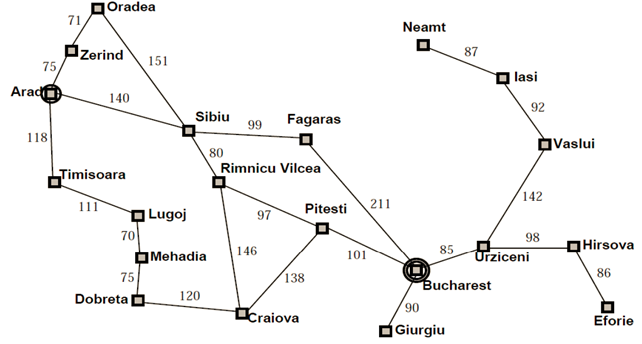 Oradea
71
Neamt
Zerind
87
75
151
Iasi
Arad
140
92
Sibiu
99
Fagaras
118
80
Vaslui
Timisoara
Rimnicu Vilcea
111
97
Pitesti
211
142
Lugoj
70
146
101
85
98
Hirsova
Mehadia
138
Urziceni
75
86
Bucharest
Dobreta
120
90
Craiova
Giurgiu
Eforie